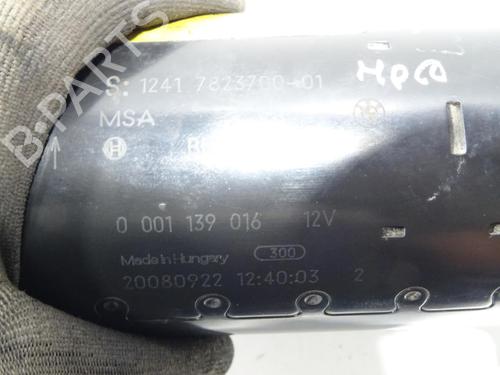 S: 1241 7823700-01
MSA
0 001 139 016 12V
Made in Hungary 300
20080922 12:40:03 2
B-PARTS